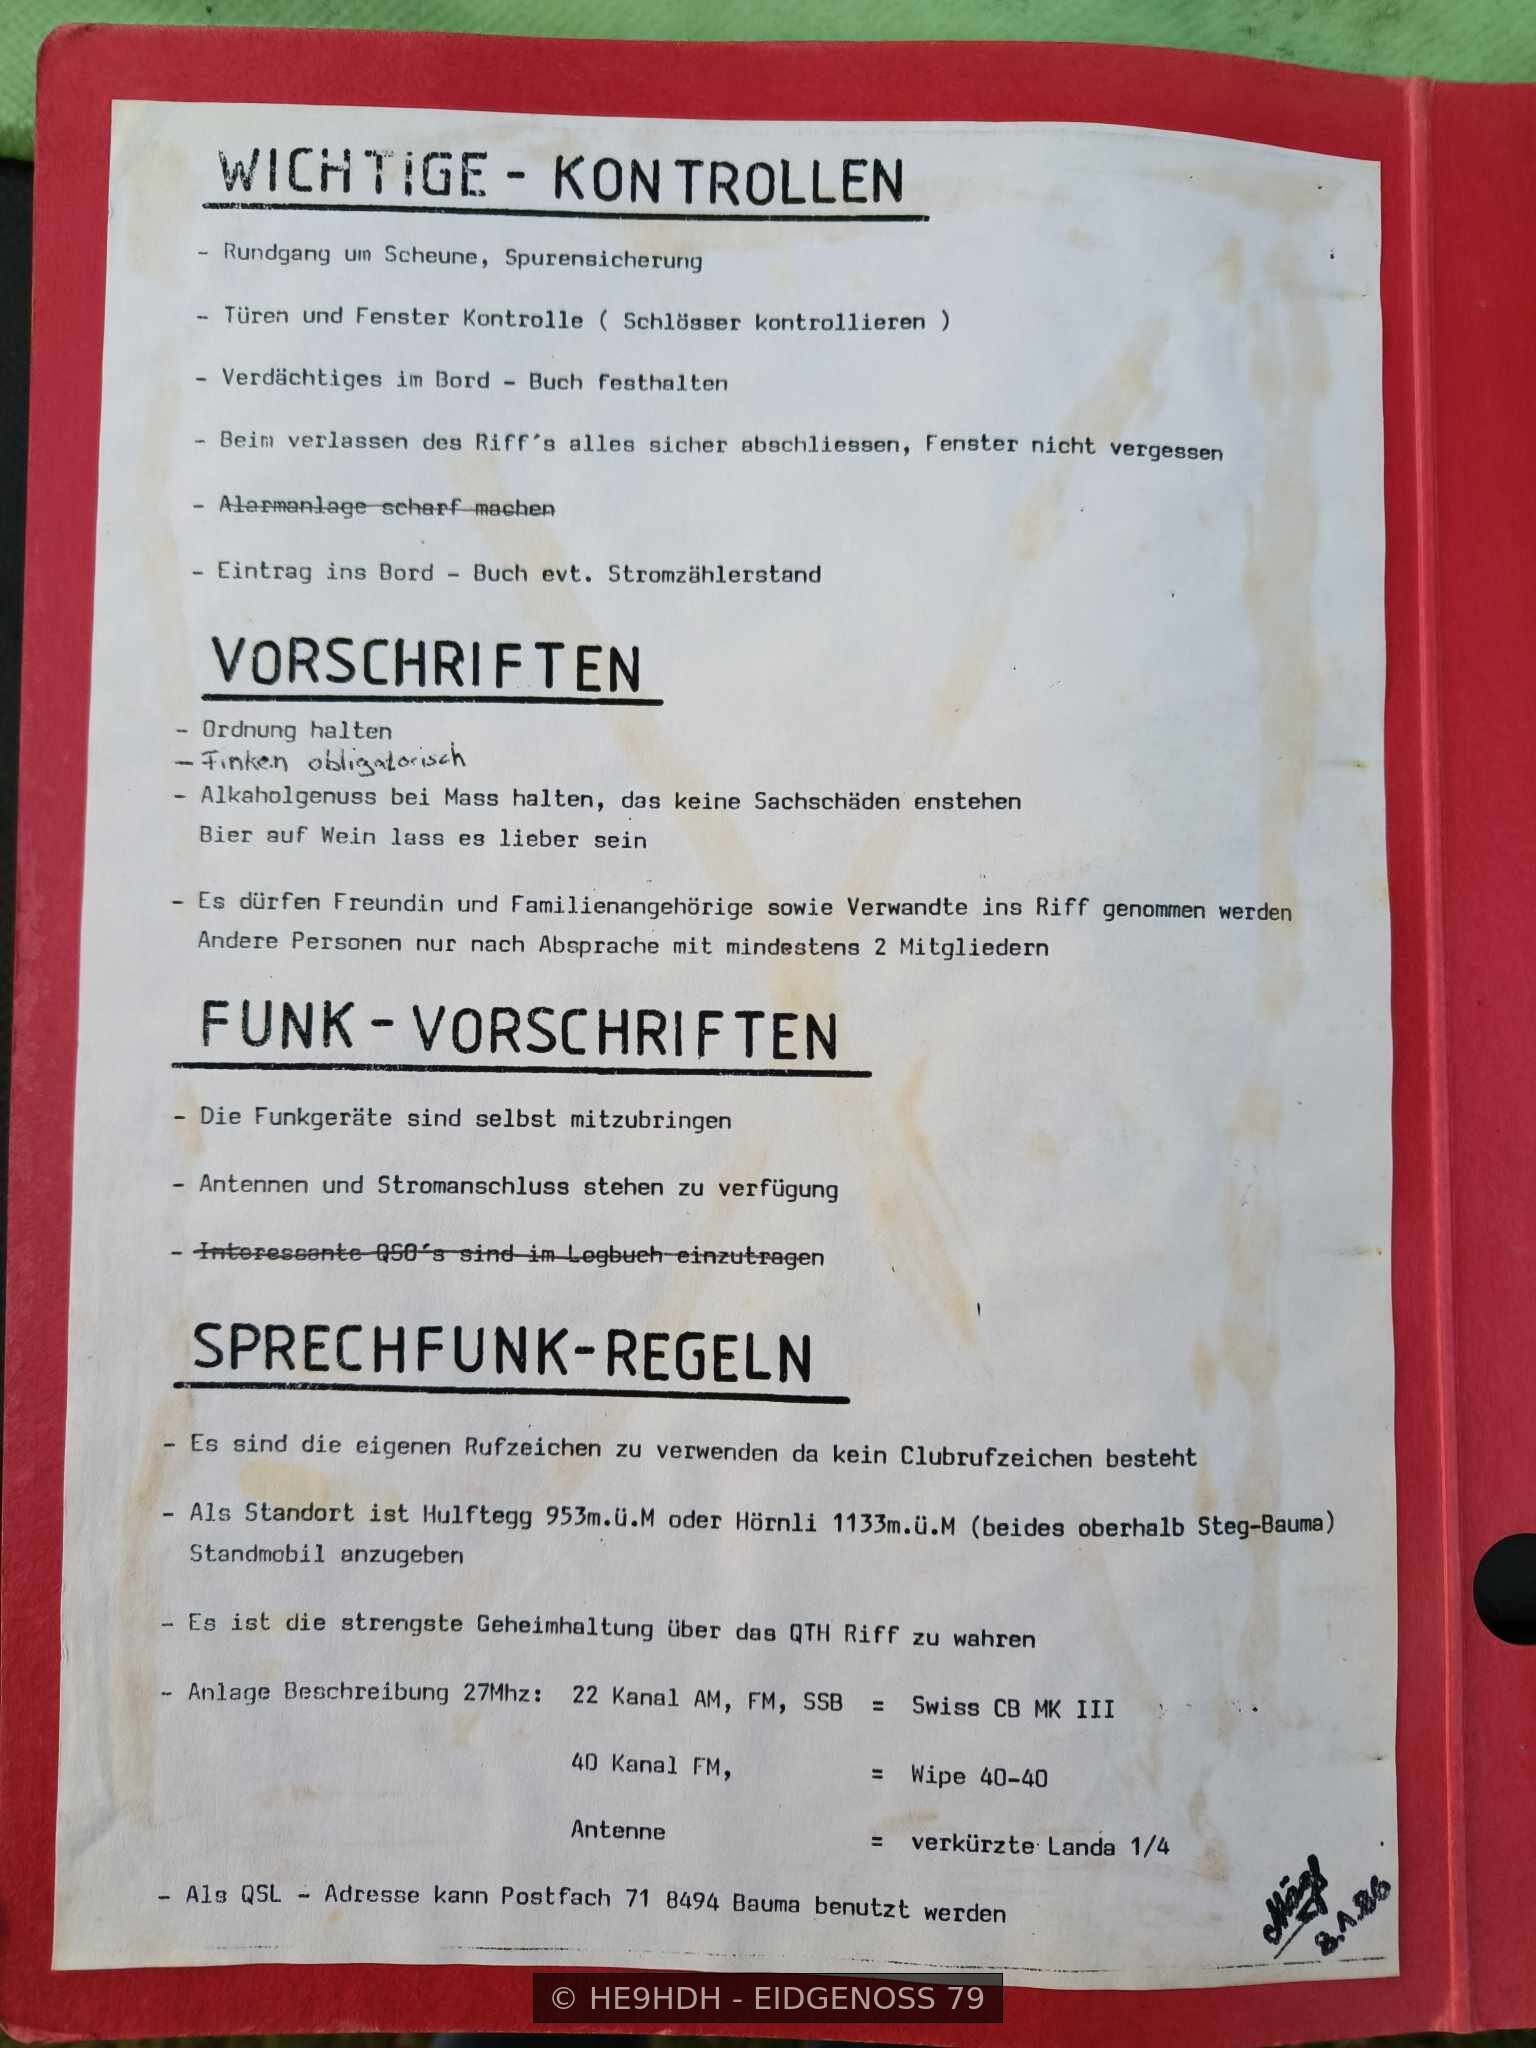 WICHTIGE - KONTROLLEN
- Rundgang um Scheune, Spurensicherung
- Türen und Fenster Kontrolle ( Schlösser kontrollieren )
- Verdächtiges im Bord - Buch festhalten
- Beim verlassen des Riff's alles sicher abschliessen, Fenster nicht vergessen
- Alarmanlage scharf machen
- Eintrag ins Bord - Buch evt. Stromzählerstand
VORSCHRIFTEN
- Ordnung halten
- Finken obligatorisch
- Alkaholgenuss bei Mass halten, das keine Sachschäden enstehen
Bier auf Wein lass es lieber sein
- Es dürfen Freundin und Familienangehörige sowie Verwandte ins Riff genommen werden
Andere Personen nur nach Absprache mit mindestens 2 Mitgliedern
FUNK - VORSCHRIFTEN
- Die Funkgeräte sind selbst mitzubringen
- Antennen und Stromanschluss stehen zu verfügung
- Interessante QSO's sind im Logbuch einzutragen
SPRECHFUNK-REGELN
- Es sind die eigenen Rufzeichen zu verwenden da kein Clubrufzeichen besteht
- Als Standort ist Hulftegg 953m.ü.M oder Hörnli 1133m.ü.M (beides oberhalb Steg-Bauma)
Standmobil anzugeben
- Es ist die strengste Geheimhaltung über das QTH Riff zu wahren
- Anlage Beschreibung 27Mhz: 22 Kanal AM, FM, SSB = Swiss CB MK III
40 Kanal FM, = Wipe 40-40
Antenne = verkürzte Landa 1/4
- Als QSL - Adresse kann Postfach 71 8494 Bauma benutzt werden
8.1.86
© HE9HDH - EIDGENOSS 79